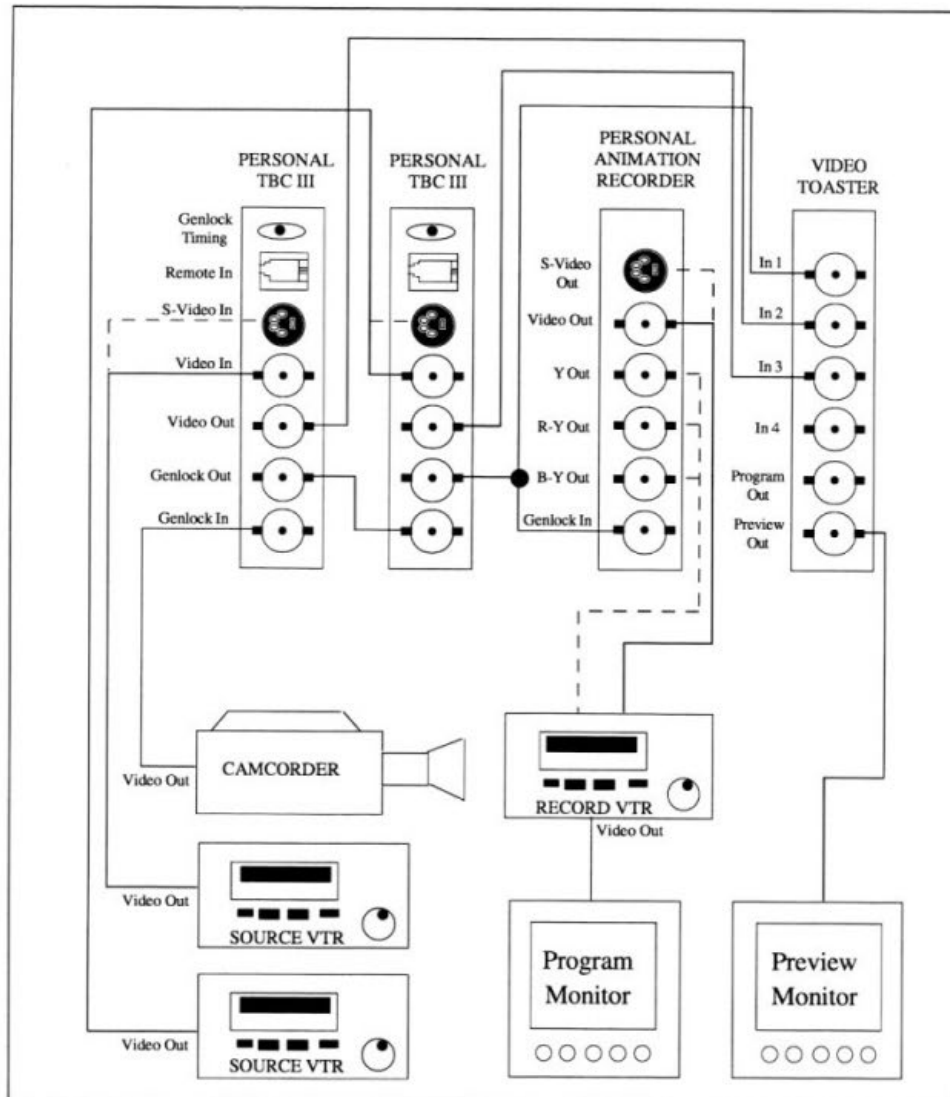 PERSONAL
TBC III
PERSONAL
TBC III
PERSONAL
ANIMATION
RECORDER
VIDEO
TOASTER
Genlock
Timing
Remote In
S-Video In
Video In
Video Out
Genlock Out
Genlock In
S-Video
Out
Video Out
Y Out
R-Y Out
B-Y Out
Genlock In
In 1
In 2
In 3
In 4
Program
Out
Preview
Out
CAMCORDER
Video Out
RECORD VTR
Video Out
SOURCE VTR
Video Out
SOURCE VTR
Video Out
Program
Monitor
Preview
Monitor